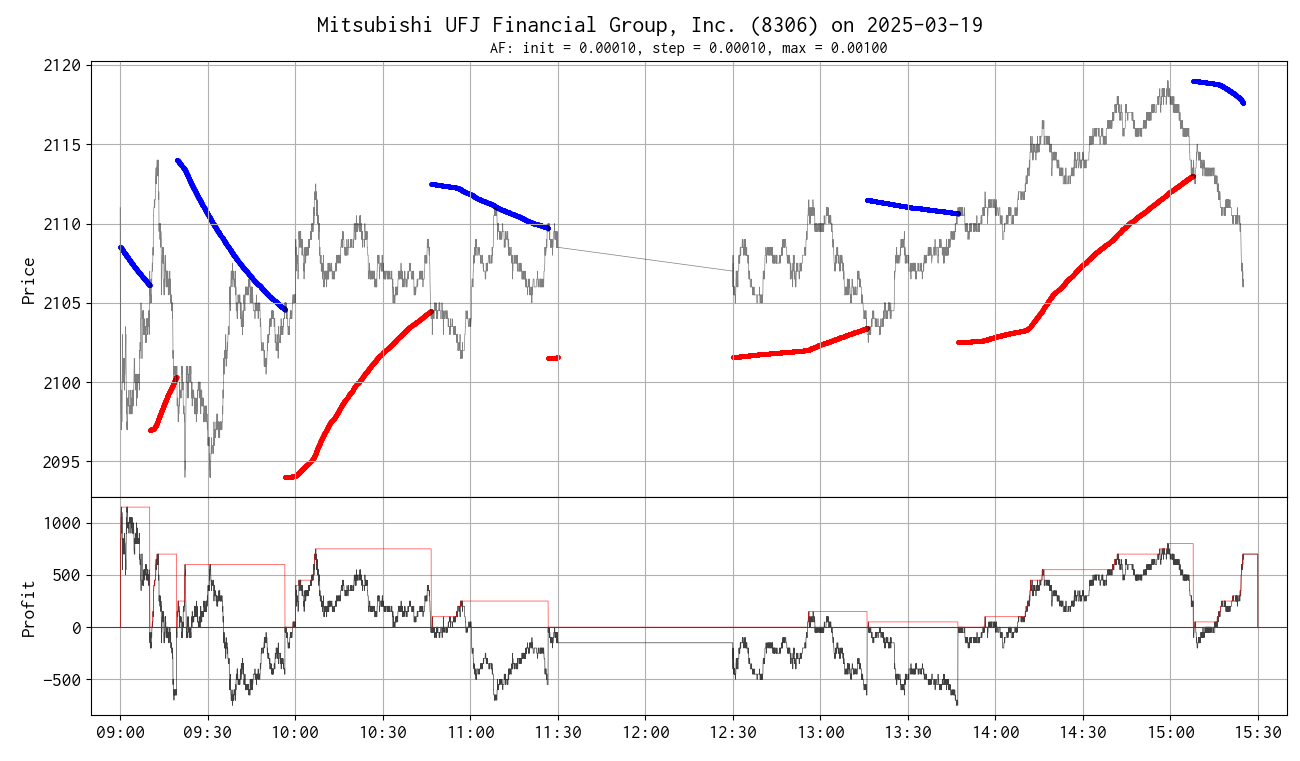 Mitsubishi UFJ Financial Group, Inc. (8306) on 2025-03-19
AF: init = 0.00010, step = 0.00010, max = 0.00100
Price
2120
2115
2110
2105
2100
2095
Profit
1000
500
0
−500
09:00 09:30 10:00 10:30 11:00 11:30 12:00 12:30 13:00 13:30 14:00 14:30 15:00 15:30